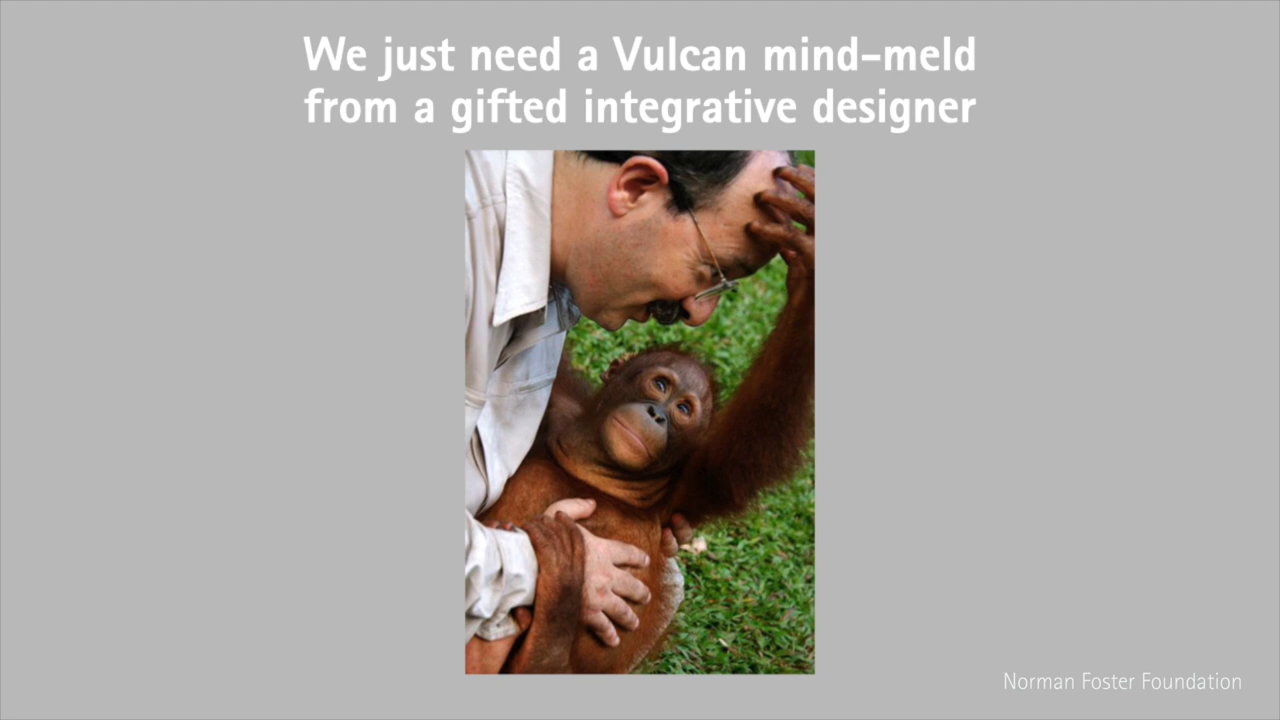 We just need a Vulcan mind-meld
from a gifted integrative designer
Norman Foster Foundation